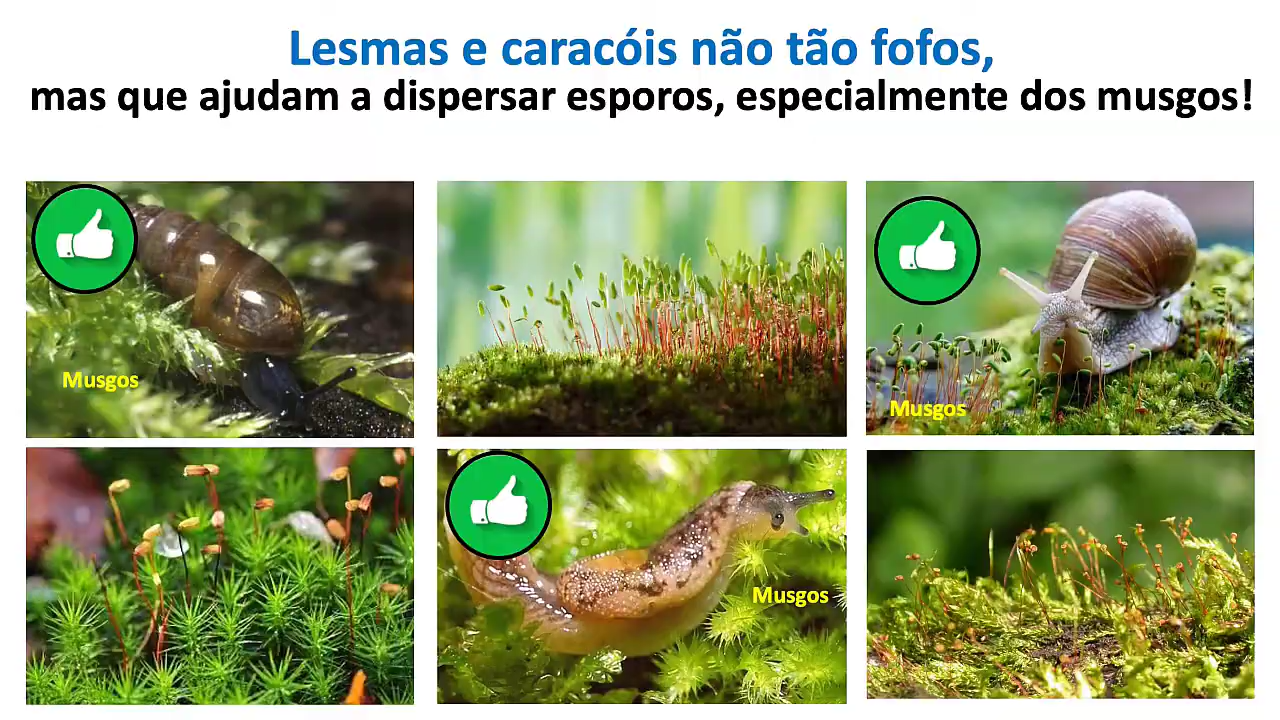 Lesmas e caracóis não tão fofos,
mas que ajudam a dispersar esporos, especialmente dos musgos!
Musgos
Musgos
Musgos